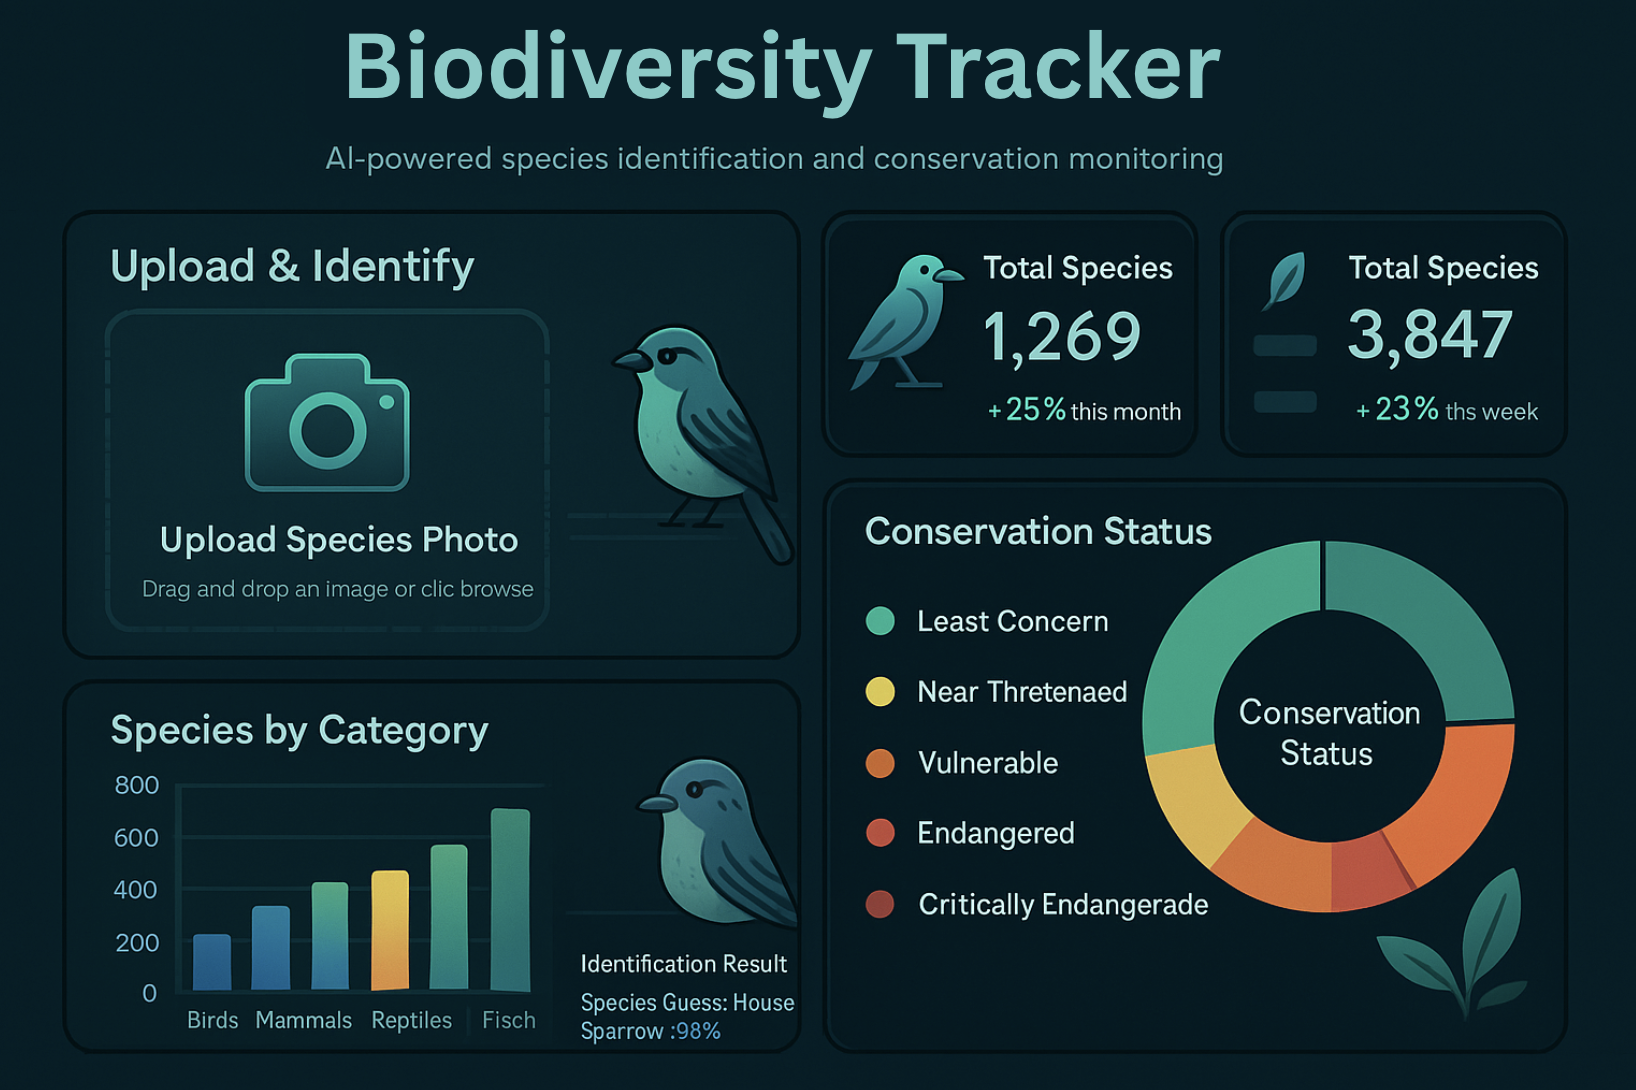 Biodiversity Tracker
AI-powered species identification and conservation monitoring
Upload & Identify
Upload Species Photo
Drag and drop an image or clic browse
Total Species
1,269
+25% this month
Total Species
3,847
+23% ths week
Species by Category
800
600
400
200
0
Birds Mammals Reptiles Fisch
Identification Result
Species Guess: House
Sparrow :98%
Conservation Status
Least Concern
Near Thretenaed
Vulnerable
Endangered
Critically Endangerade
Conservation
Status